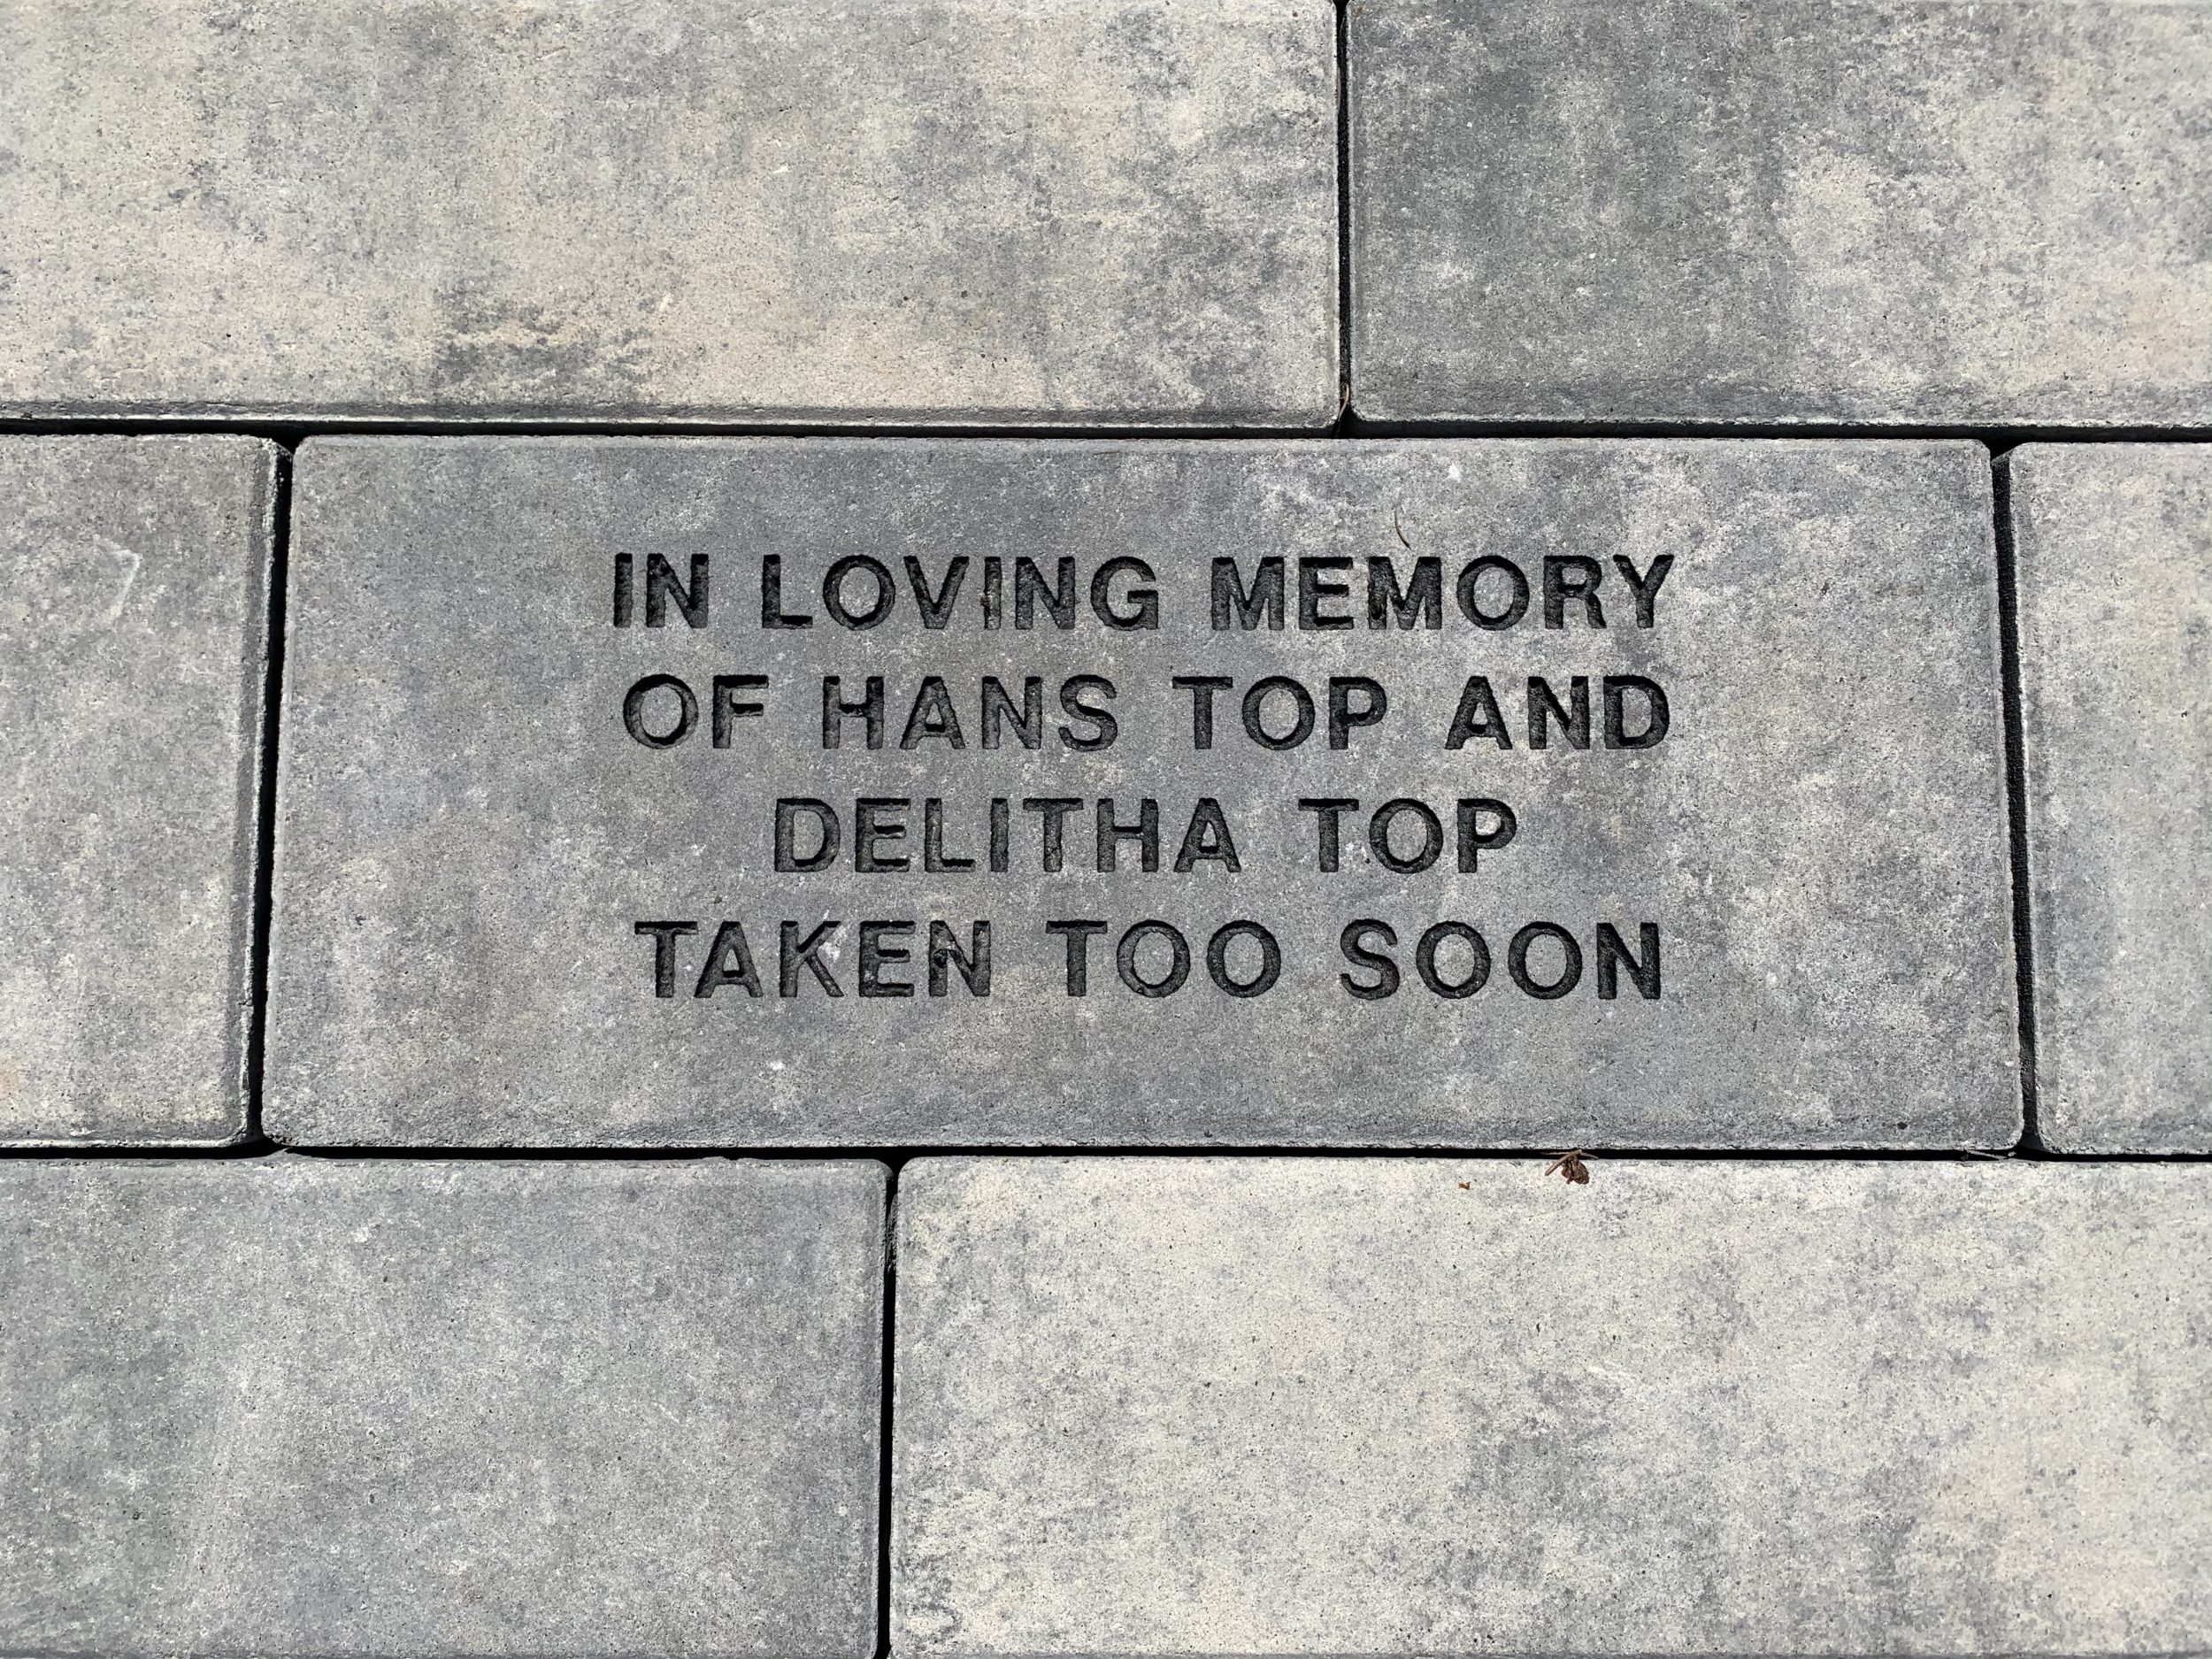 IN LOVING MEMORY
OF HANS TOP AND
DELITHA TOP
TAKEN TOO SOON